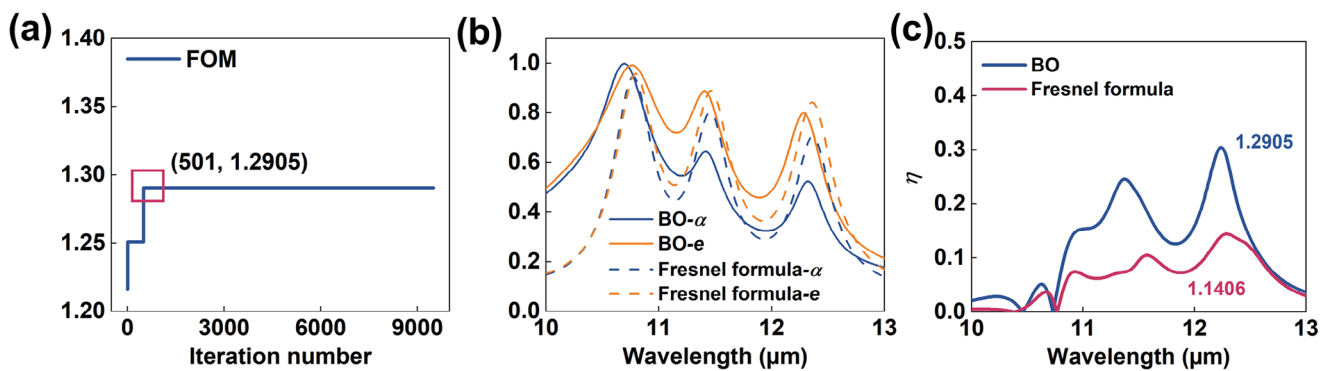 (a)
1.40
1.35
1.30
1.25
1.20
FOM
(501, 1.2905)
0
3000
6000
9000
Iteration number
(b)
1.0
0.8
0.6
0.4
0.2
0.0
BO-α
BO-e
Fresnel formula-α
Fresnel formula-e
10
11
12
13
Wavelength (μm)
(c)
0.5
0.4
0.3
0.2
0.1
0.0
η
BO
Fresnel formula
1.2905
1.1406
10
11
12
13
Wavelength (μm)